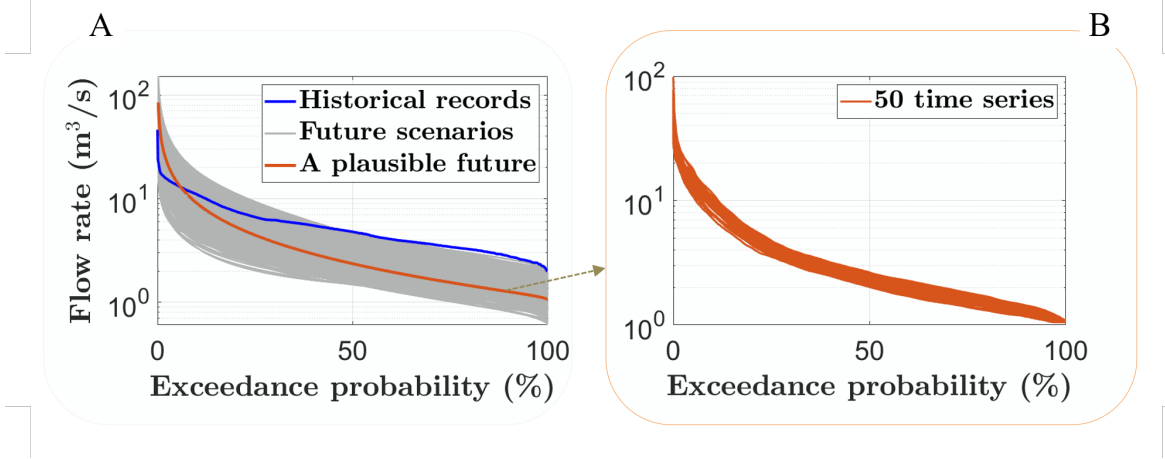 A
B
Flow rate (m³/s)
10²
10¹
10⁰
Historical records
Future scenarios
A plausible future
0
50
100
Exceedance probability (%)
10²
10¹
10⁰
50 time series
0
50
100
Exceedance probability (%)